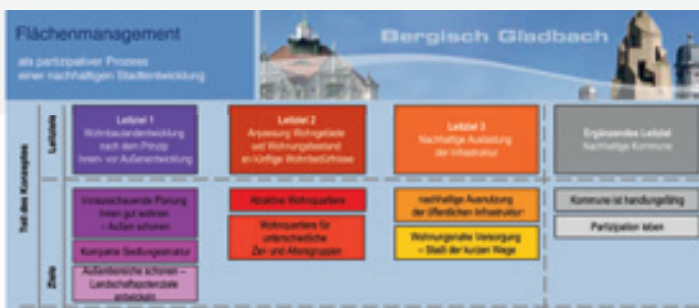 Flächenmanagement
als partizipativer Prozess
einer nachhaltigen Stadtentwicklung
Bergisch Gladbach
Teil des Konzeptes
Leitziele
Leitziel 1
Wohnbaulandentwicklung
nach dem Prinzip
Innen- vor Außenentwicklung
Leitziel 2
Anpassung Wohngebiete
und Wohnungsbestand
an künftige Wohnbedürfnisse
Leitziel 3
Nachhaltige Auslastung
der Infrastruktur
Ergänzendes Leitziel
Nachhaltige Kommune
Ziele
Vorausschauende Planung
Innen gut wohnen
– Außen schonen
Kompakte Siedlungsstruktur
Außenbereiche schonen –
Landschaftspotenziale
entwickeln
Attraktive Wohnquartiere
Wohnquartiere für
unterschiedliche
Ziel- und Altersgruppen
nachhaltige Ausnutzung
der öffentlichen Infrastruktur
Wohnungsnahe Versorgung
– Stadt der kurzen Wege
Kommune ist handlungsfähig
Partizipation leben